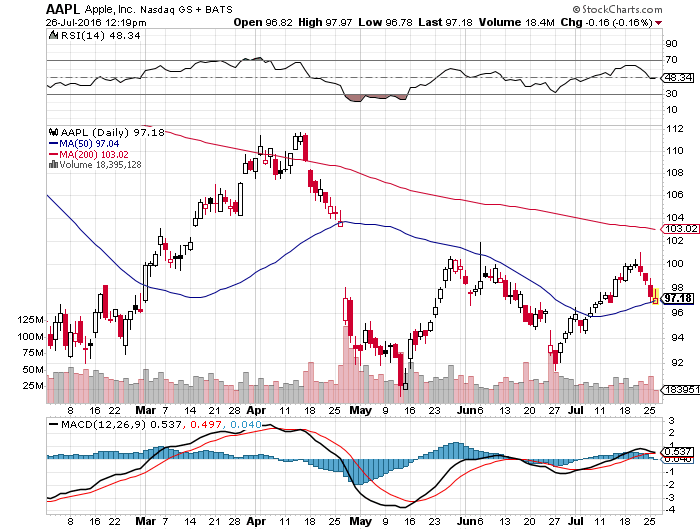 AAPL Apple, Inc. Nasdaq GS + BATS © StockCharts.com
26-Jul-2016 12:19pm Open 96.82 High 97.97 Low 96.78 Last 97.18 Volume 18.4M Chg -0.16 (-0.16%)
RSI(14) 48.34
90
70
48.34
30
10
AAPL (Daily) 97.18
MA(50) 97.04
MA(200) 103.02
Volume 18,395,128
112
110
108
106
104
103.02
102
100
98
97.18
96
94
92
90
125M
100M
75M
50M
25M
183951
8 16 22 Mar 7 14 21 28 Apr 11 18 25 May 9 16 23 Jun 6 13 20 27 Jul 11 18 25
MACD(12,26,9) 0.537, 0.497, 0.040
3
2
1
0.537
0.040
-1
-2
-3
-4
8 16 22 Mar 7 14 21 28 Apr 11 18 25 May 9 16 23 Jun 6 13 20 27 Jul 11 18 25